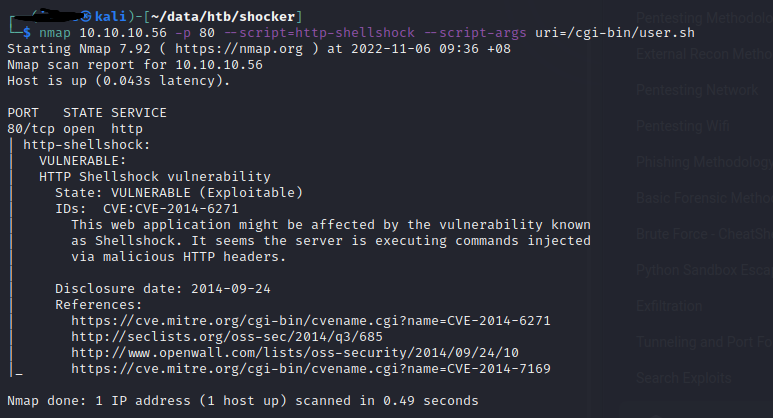 kali)-[~/data/htb/shocker]
$ nmap 10.10.10.56 -p 80 --script=http-shellshock --script-args uri=/cgi-bin/user.sh
Starting Nmap 7.92 ( https://nmap.org ) at 2022-11-06 09:36 +08
Nmap scan report for 10.10.10.56
Host is up (0.043s latency).
PORT   STATE SERVICE
80/tcp open  http
| http-shellshock:
|   VULNERABLE:
|   HTTP Shellshock vulnerability
|     State: VULNERABLE (Exploitable)
|     IDs:  CVE:CVE-2014-6271
|       This web application might be affected by the vulnerability known
|       as Shellshock. It seems the server is executing commands injected
|       via malicious HTTP headers.
|
|     Disclosure date: 2014-09-24
|     References:
|       https://cve.mitre.org/cgi-bin/cvename.cgi?name=CVE-2014-6271
|       http://seclists.org/oss-sec/2014/q3/685
|       http://www.openwall.com/lists/oss-security/2014/09/24/10
|_      https://cve.mitre.org/cgi-bin/cvename.cgi?name=CVE-2014-7169
Nmap done: 1 IP address (1 host up) scanned in 0.49 seconds
Pentesting Methodolo
External Recon Metho
Pentesting Network
Pentesting Wifi
Phishing Methodology
Basic Forensic Metho
Brute Force - CheatSh
Python Sandbox Esca
Exfiltration
Tunneling and Port Fo
Search Exploits